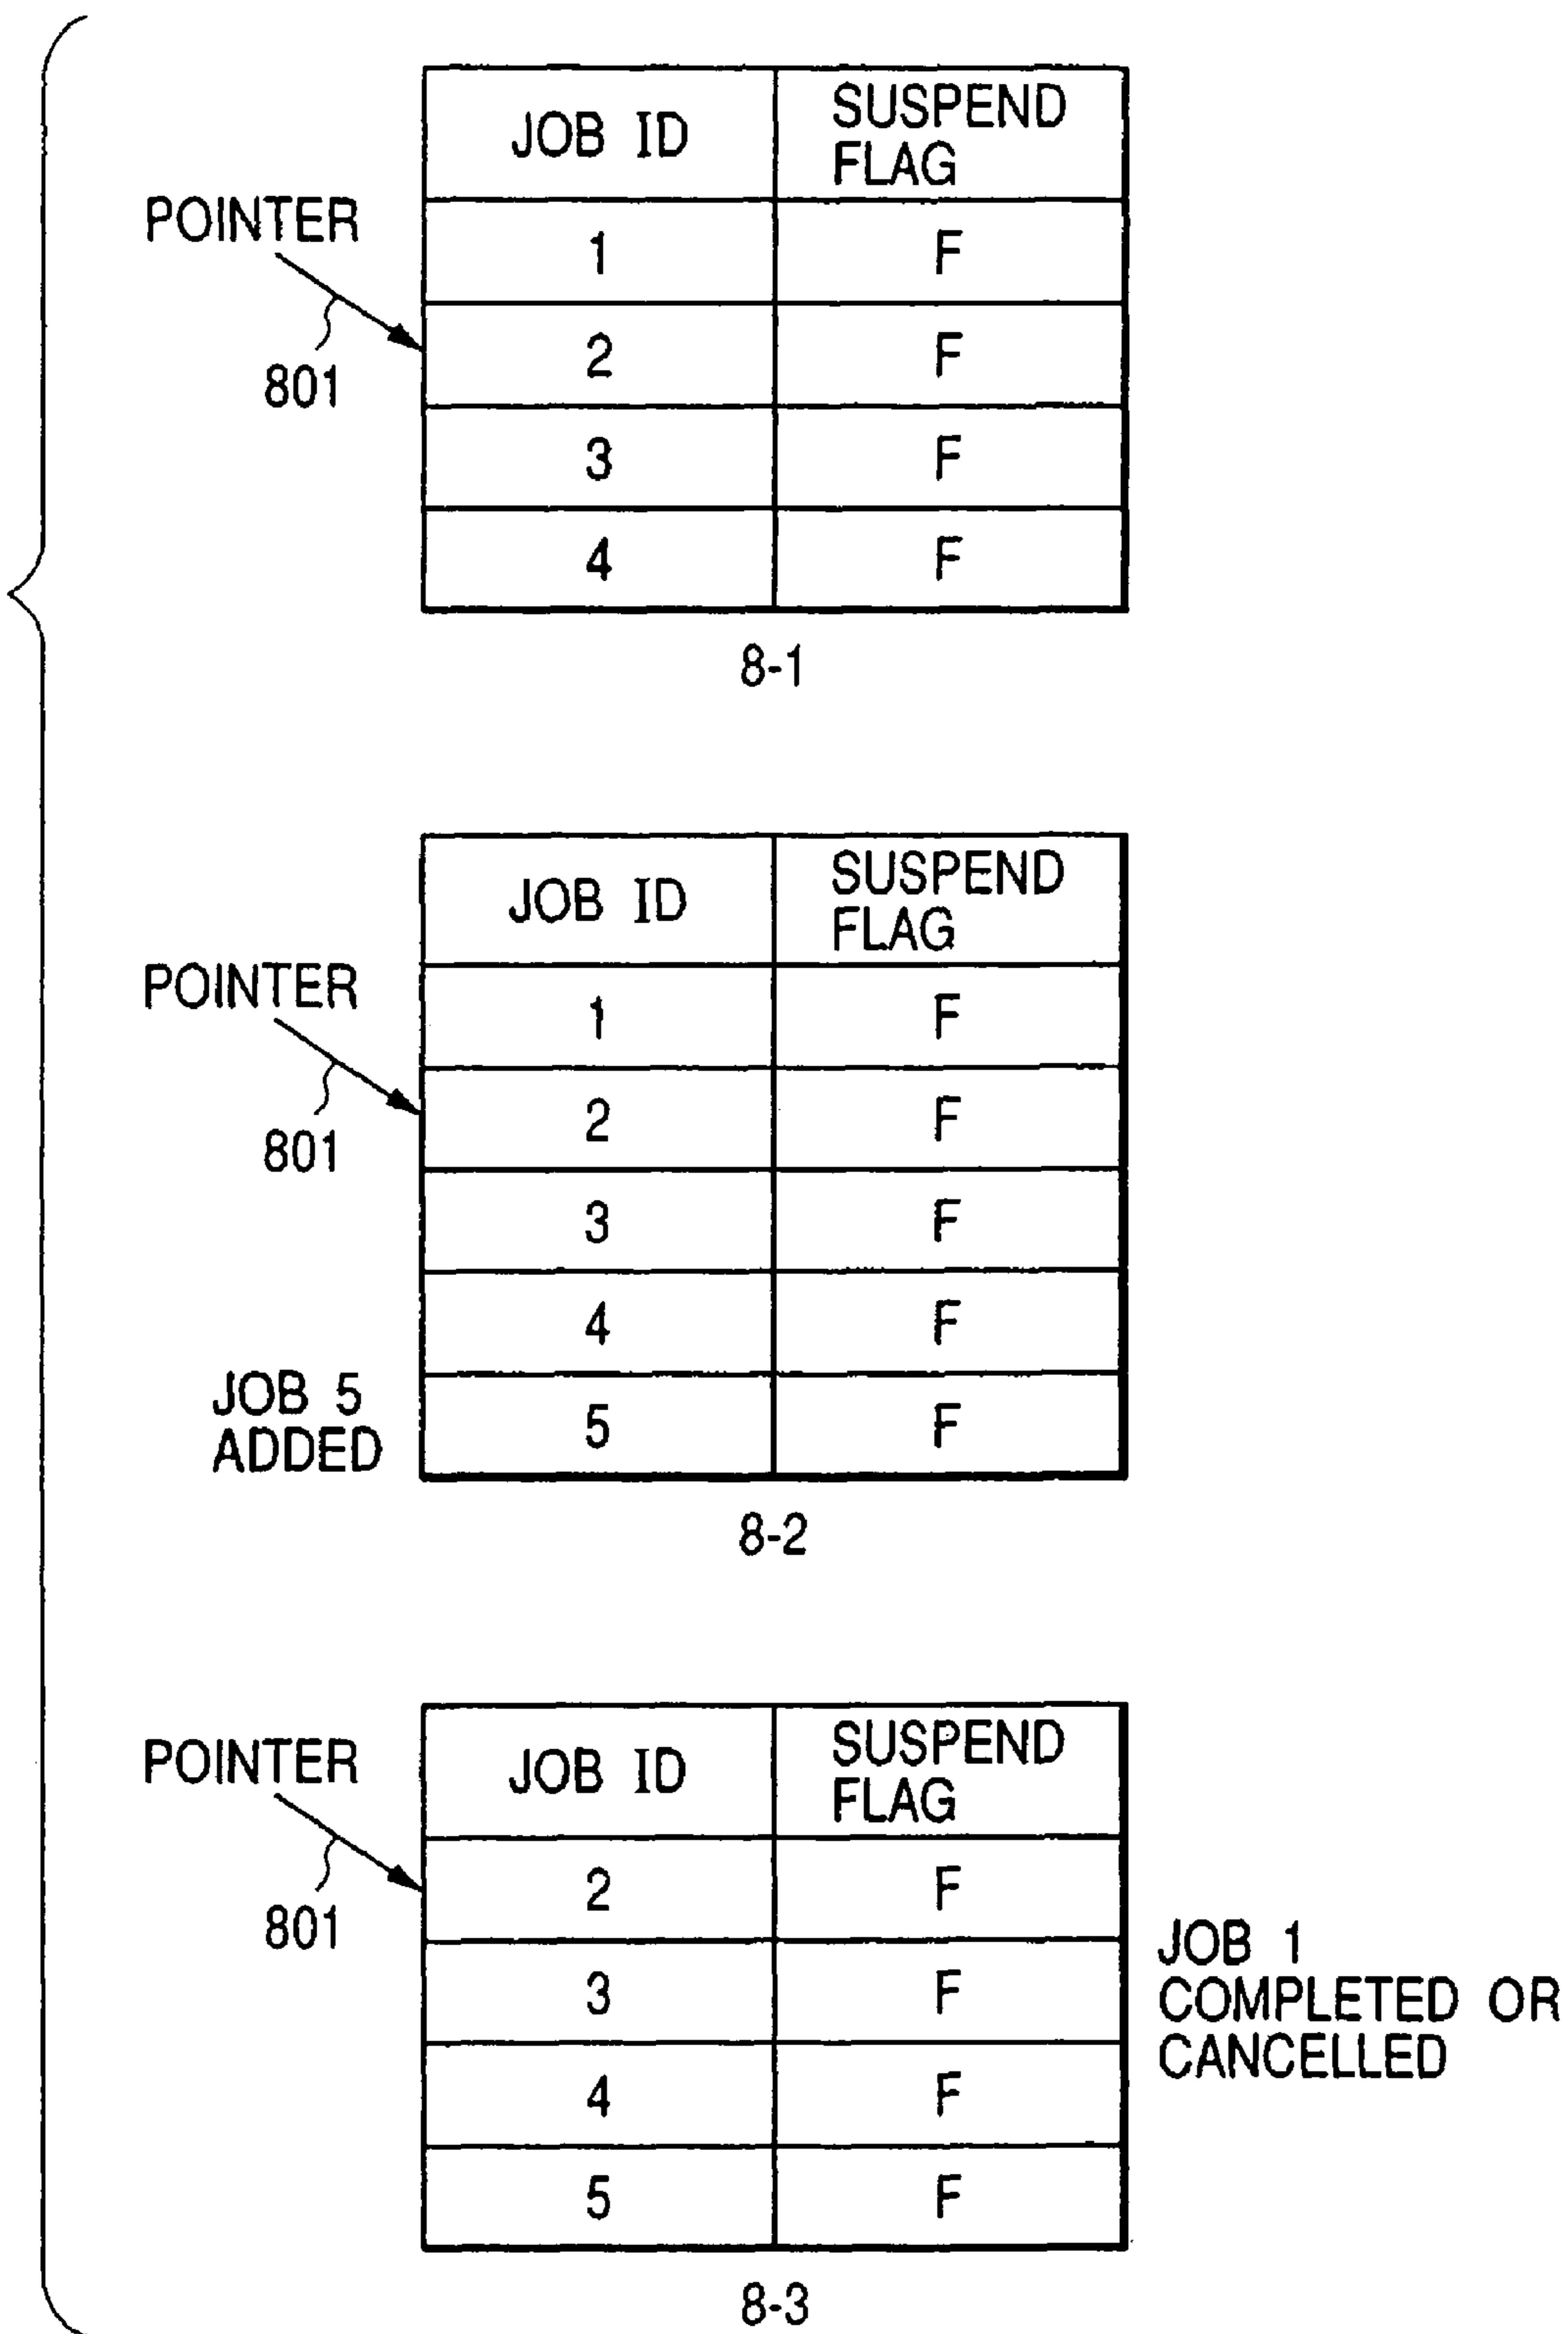 JOB ID SUSPEND
FLAG
POINTER
801
1 F
2 F
3 F
4 F
8-1
JOB ID SUSPEND
FLAG
POINTER
801
1 F
2 F
3 F
4 F
JOB 5
ADDED
5 F
8-2
JOB ID SUSPEND
FLAG
POINTER
801
2 F
3 F
4 F
5 F
JOB 1
COMPLETED OR
CANCELLED
8-3